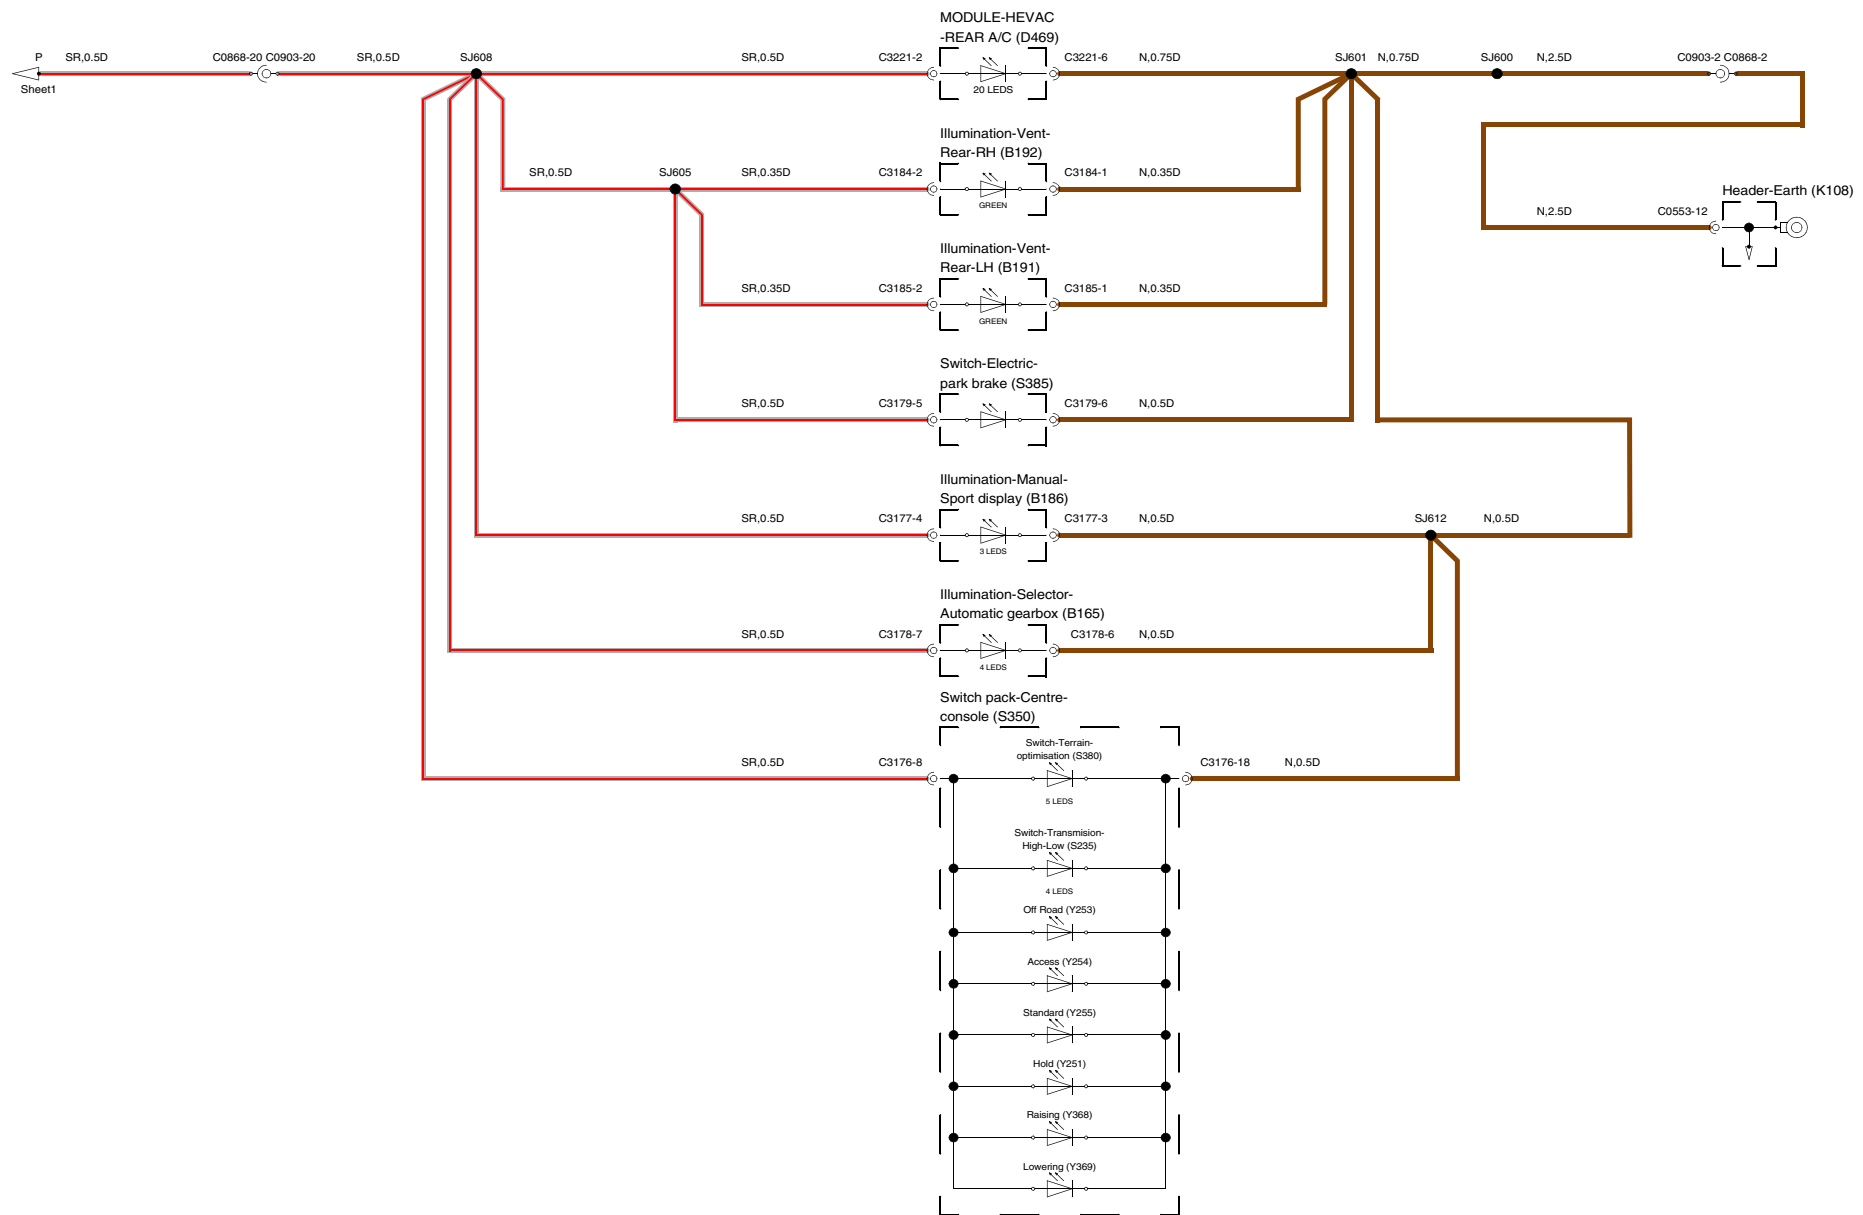 MODULE-HEVAC
-REAR A/C (D469)
P
SR,0.5D
C0868-20 C0903-20
SR,0.5D
SJ608
SR,0.5D
C3221-2
C3221-6
N,0.75D
SJ601
N,0.75D
SJ600
N,2.5D
C0903-2 C0868-2
Sheet1
20 LEDS
Illumination-Vent-
Rear-RH (B192)
SR,0.5D
SJ605
SR,0.35D
C3184-2
C3184-1
N,0.35D
GREEN
Header-Earth (K108)
N,2.5D
C0553-12
Illumination-Vent-
Rear-LH (B191)
SR,0.35D
C3185-2
C3185-1
N,0.35D
GREEN
Switch-Electric-
park brake (S385)
SR,0.5D
C3179-5
C3179-6
N,0.5D
Illumination-Manual-
Sport display (B186)
SR,0.5D
C3177-4
C3177-3
N,0.5D
SJ612
N,0.5D
3 LEDS
Illumination-Selector-
Automatic gearbox (B165)
SR,0.5D
C3178-7
C3178-6
N,0.5D
4 LEDS
Switch pack-Centre-
console (S350)
Switch-Terrain-
optimisation (S380)
SR,0.5D
C3176-8
C3176-18
N,0.5D
5 LEDS
Switch-Transmision-
High-Low (S235)
4 LEDS
Off Road (Y253)
Access (Y254)
Standard (Y255)
Hold (Y251)
Raising (Y368)
Lowering (Y369)